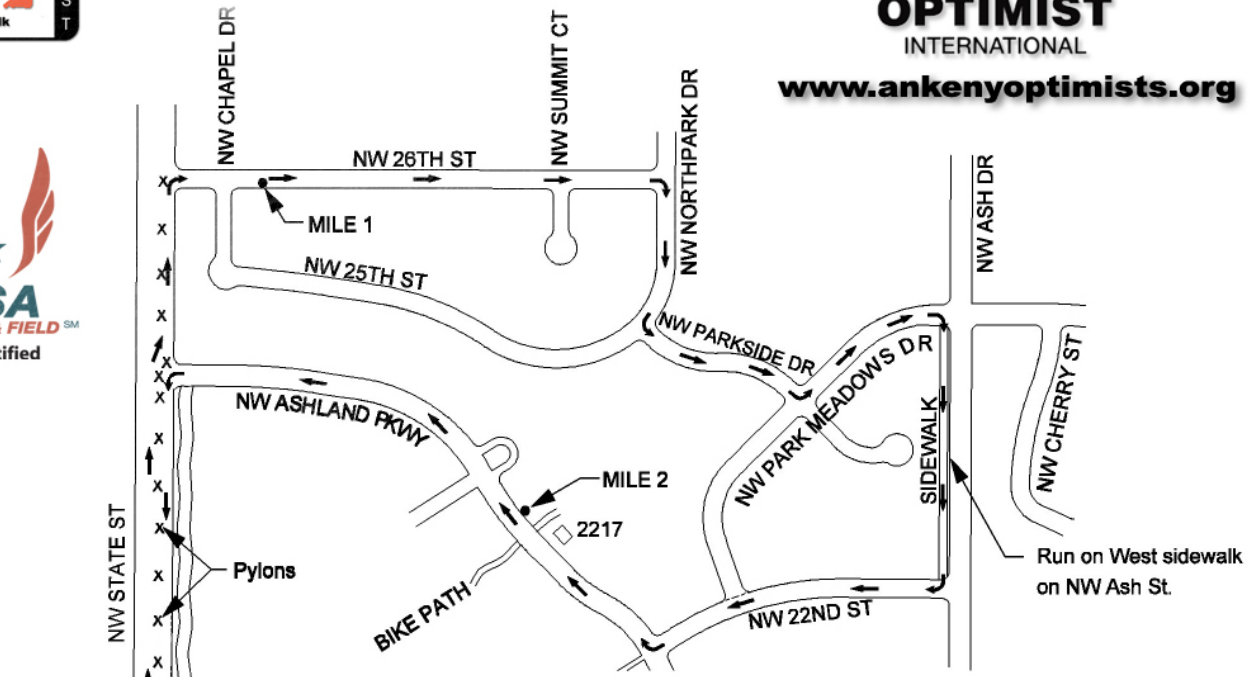 lk
S
T
OPTIMIST
INTERNATIONAL
www.ankenyoptimists.org
SA
& FIELD SM
tified
NW CHAPEL DR
NW SUMMIT CT
NW NORTHPARK DR
NW ASH DR
NW 26TH ST
MILE 1
NW 25TH ST
NW PARKSIDE DR
NW PARK MEADOWS DR
NW ASHLAND PKWY
SIDEWALK
NW CHERRY ST
MILE 2
2217
NW STATE ST
Pylons
BIKE PATH
NW 22ND ST
Run on West sidewalk
on NW Ash St.
X
X
X
X
X
X
X
X
X
X
X
X
X